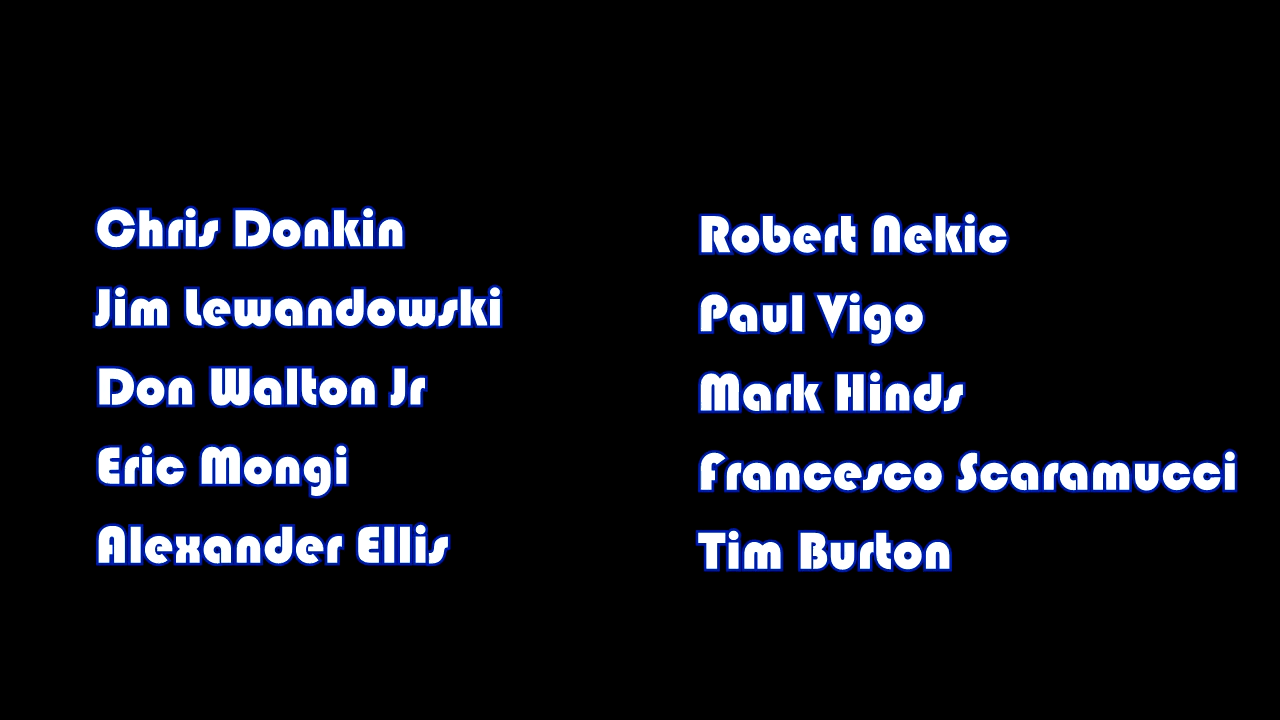 Chris Donkin
Jim Lewandowski
Don Walton Jr
Eric Mongi
Alexander Ellis
Robert Nekic
Paul Vigo
Mark Hinds
Francesco Scaramucci
Tim Burton